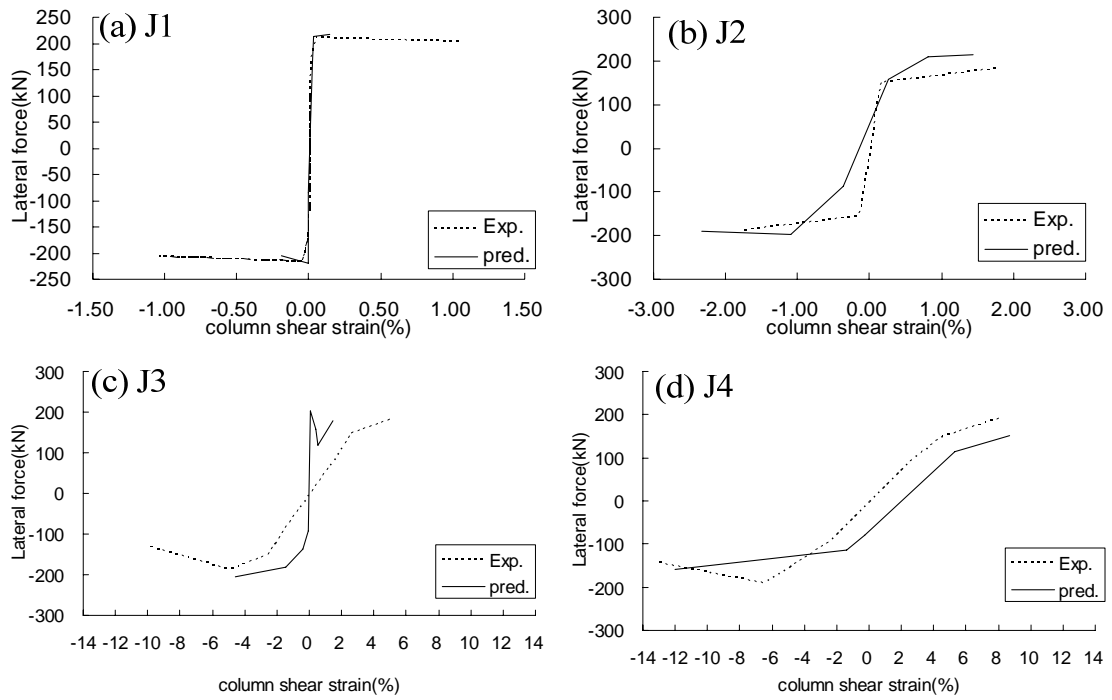 (a) J1
Lateral force(kN)
250
200
150
100
50
0
-50
-100
-150
-200
-250
-1.50 -1.00 -0.50 0.00 0.50 1.00 1.50
column shear strain(%)
Exp.
pred.
(b) J2
Lateral force(kN)
300
200
100
0
-100
-200
-300
-3.00 -2.00 -1.00 0.00 1.00 2.00 3.00
column shear strain(%)
Exp.
pred.
(c) J3
Lateral force(kN)
300
200
100
0
-100
-200
-300
-14 -12 -10 -8 -6 -4 -2 0 2 4 6 8 10 12 14
column shear strain(%)
Exp.
pred.
(d) J4
Lateral force(kN)
300
200
100
0
-100
-200
-300
-14 -12 -10 -8 -6 -4 -2 0 2 4 6 8 10 12 14
column shear strain(%)
Exp.
pred.